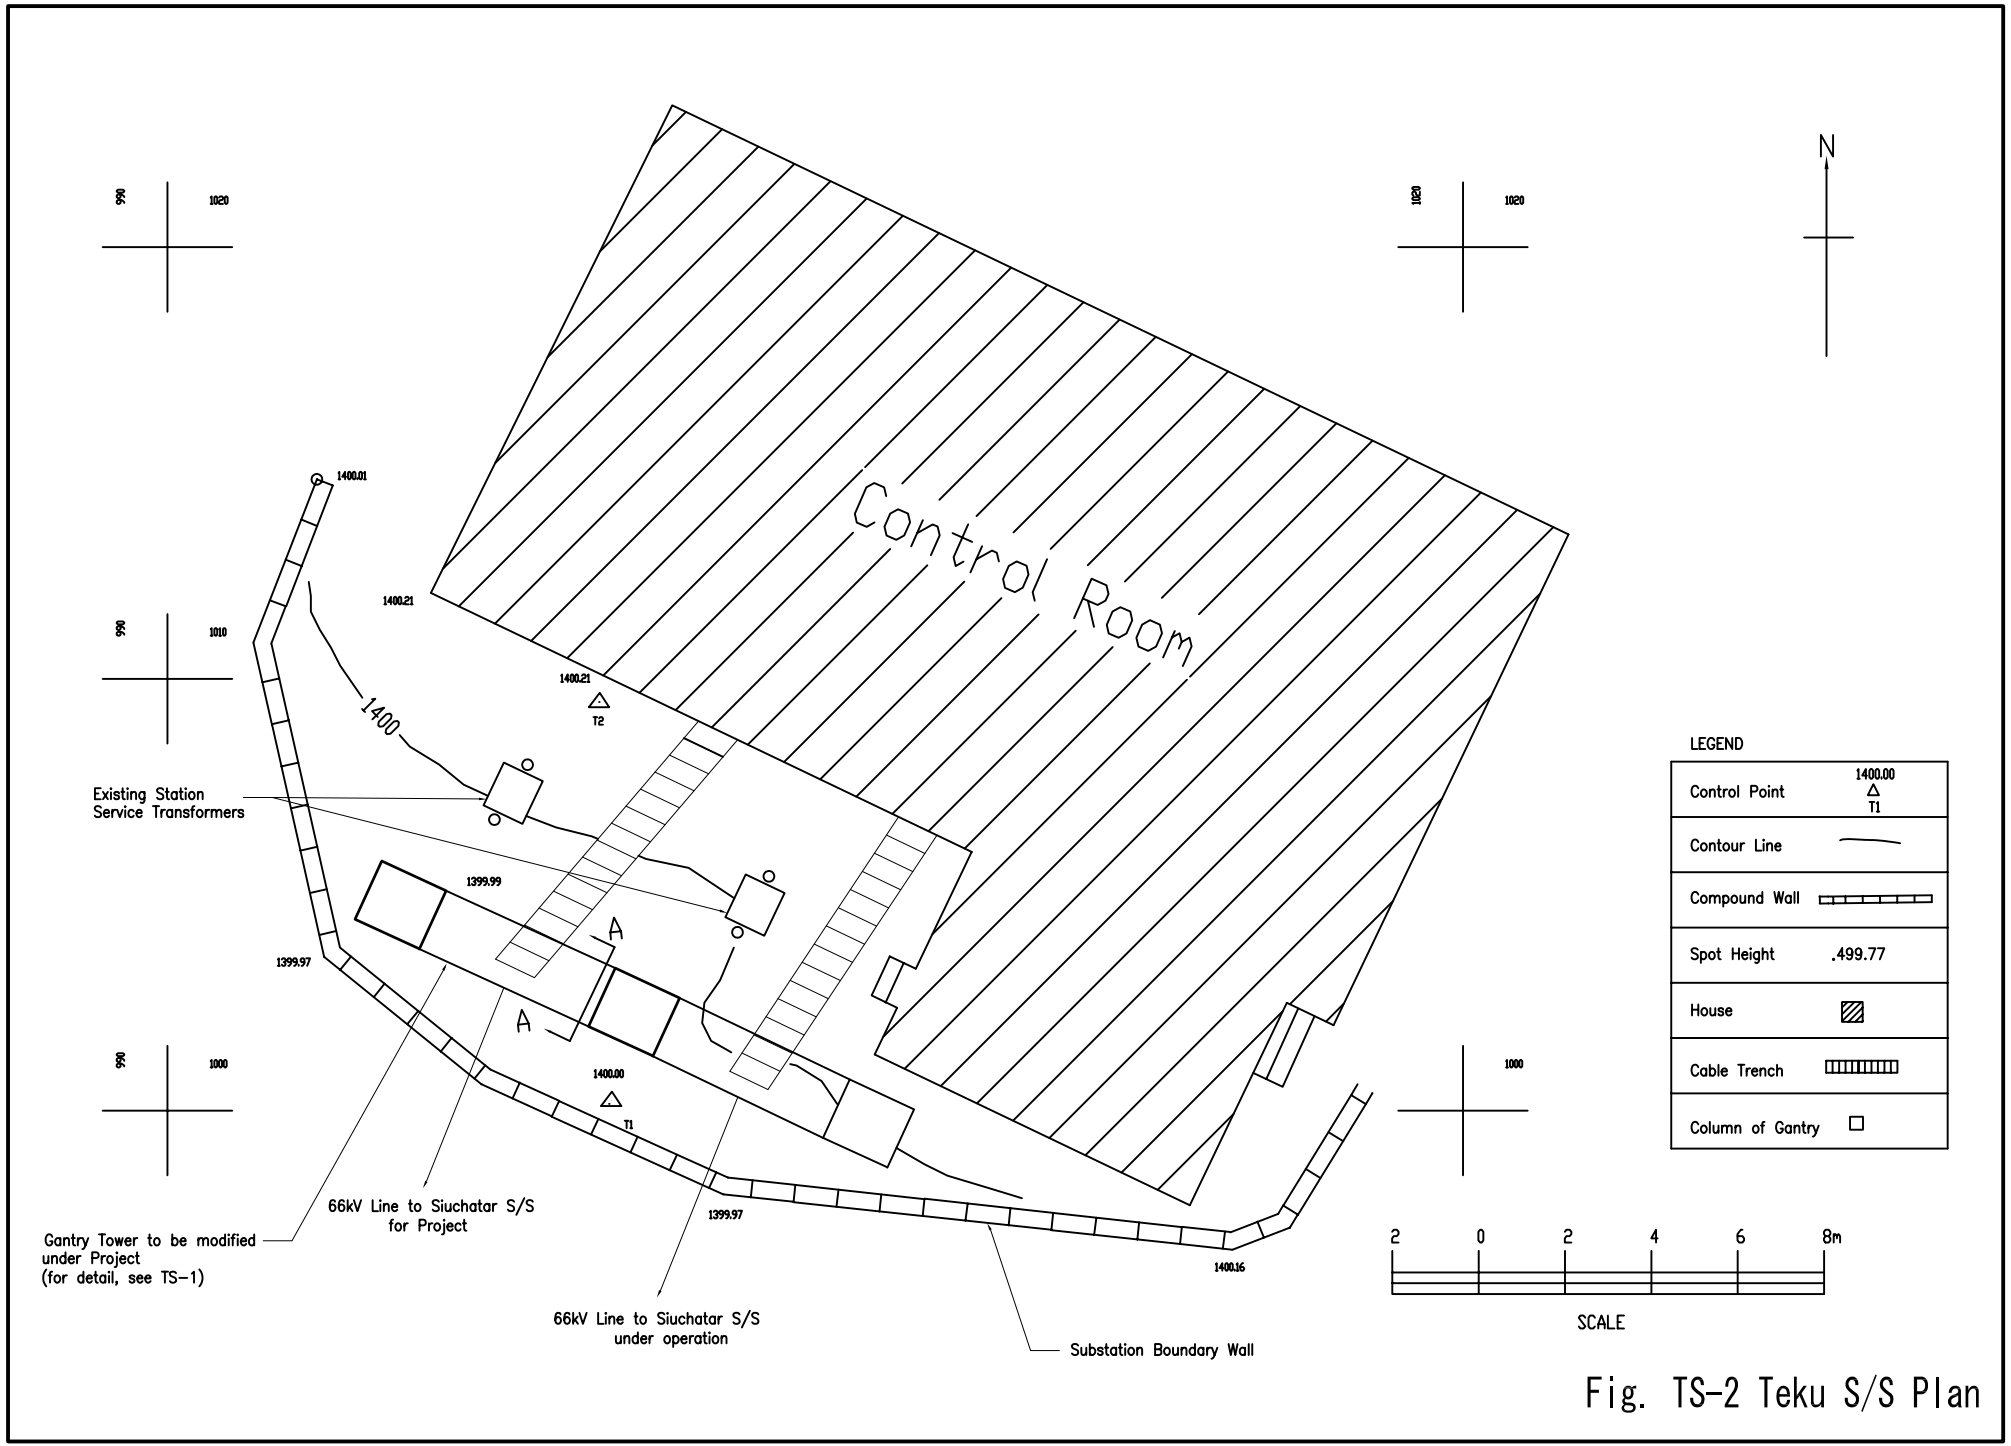 N
990
1020
1020
1020
1400.01
Control Room
1400.21
990
1010
1400.21
T2
1400
LEGEND
Control Point
1400.00
T1
Contour Line
Compound Wall
Spot Height
.499.77
House
Cable Trench
Column of Gantry
Existing Station
Service Transformers
1399.99
A
A
1399.97
990
1000
1400.00
T1
1000
66kV Line to Siuchatar S/S
for Project
1399.97
Gantry Tower to be modified
under Project
(for detail, see TS-1)
1400.16
66kV Line to Siuchatar S/S
under operation
Substation Boundary Wall
2 0 2 4 6 8m
SCALE
Fig. TS-2 Teku S/S Plan